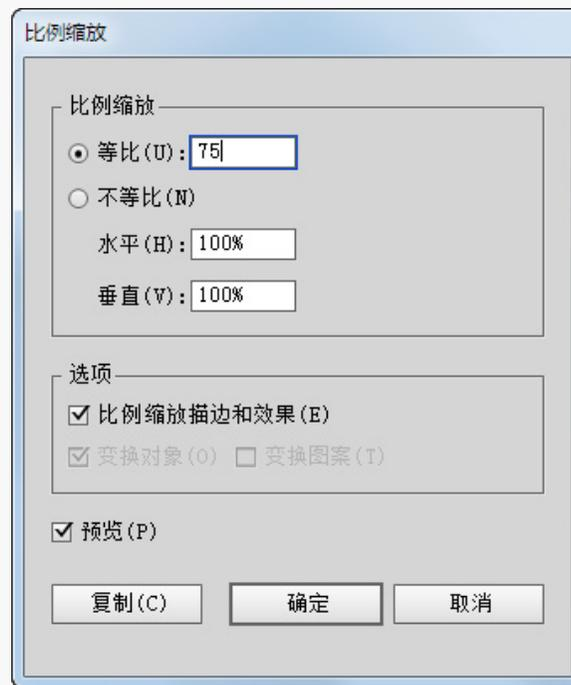 比例缩放
比例缩放
等比(U): 75
不等比(N)
水平(H): 100%
垂直(V): 100%
选项
比例缩放描边和效果(E)
变换对象(O) 变换图案(T)
预览(P)
复制(C) 确定 取消